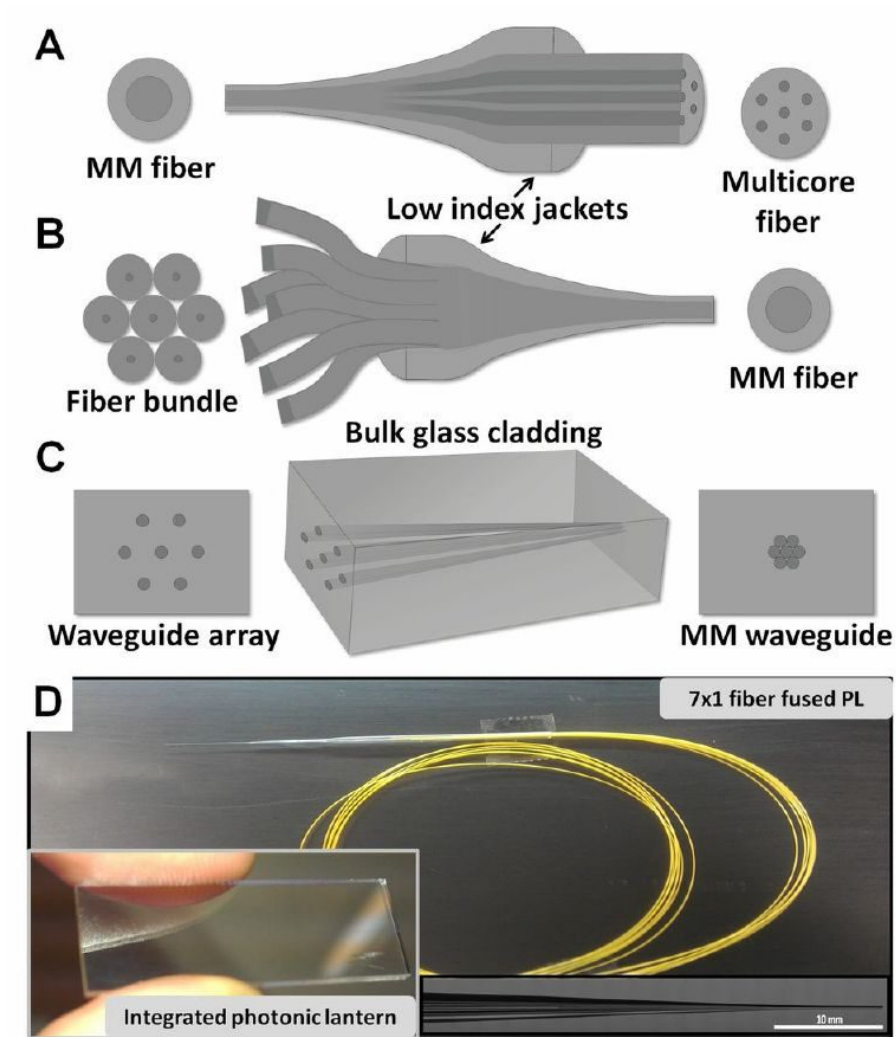 A
MM fiber
Multicore
fiber
Low index jackets
B
Fiber bundle
MM fiber
Bulk glass cladding
C
Waveguide array
MM waveguide
D
7x1 fiber fused PL
Integrated photonic lantern
10 mm